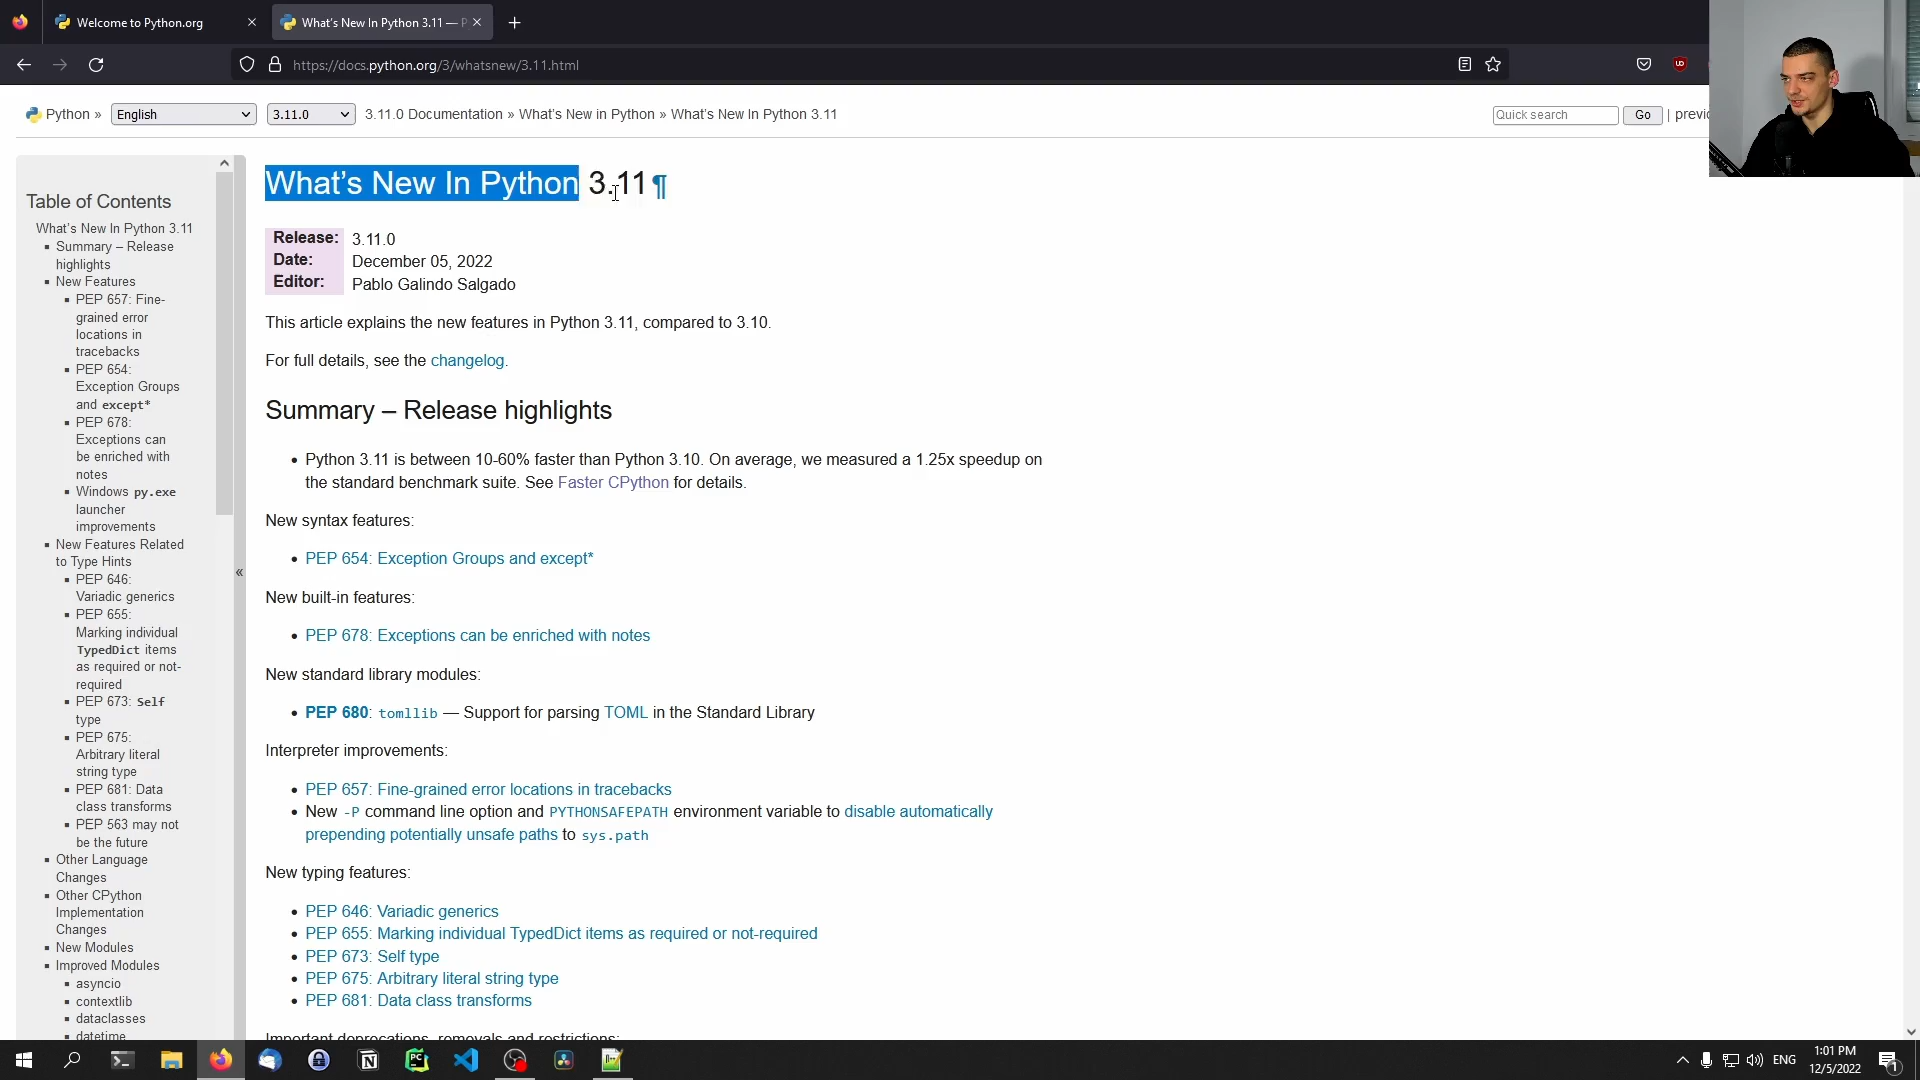 Welcome to Python.org
What's New In Python 3.11 — P
https://docs.python.org/3/whatsnew/3.11.html
Python »
English
3.11.0
3.11.0 Documentation » What's New in Python » What's New In Python 3.11
Quick search
Go
| previo
Table of Contents
What's New In Python 3.11
Summary – Release
highlights
New Features
PEP 657: Fine-
grained error
locations in
tracebacks
PEP 654:
Exception Groups
and except*
PEP 678:
Exceptions can
be enriched with
notes
Windows py.exe
launcher
improvements
New Features Related
to Type Hints
PEP 646:
Variadic generics
PEP 655:
Marking individual
TypedDict items
as required or not-
required
PEP 673: Self
type
PEP 675:
Arbitrary literal
string type
PEP 681: Data
class transforms
PEP 563 may not
be the future
Other Language
Changes
Other CPython
Implementation
Changes
New Modules
Improved Modules
asyncio
contextlib
dataclasses
datetime
«
What's New In Python 3.11 ¶
Release: 3.11.0
Date: December 05, 2022
Editor: Pablo Galindo Salgado
This article explains the new features in Python 3.11, compared to 3.10.
For full details, see the changelog.
Summary – Release highlights
• Python 3.11 is between 10-60% faster than Python 3.10. On average, we measured a 1.25x speedup on
the standard benchmark suite. See Faster CPython for details.
New syntax features:
• PEP 654: Exception Groups and except*
New built-in features:
• PEP 678: Exceptions can be enriched with notes
New standard library modules:
• PEP 680: tomllib — Support for parsing TOML in the Standard Library
Interpreter improvements:
• PEP 657: Fine-grained error locations in tracebacks
• New -P command line option and PYTHONSAFEPATH environment variable to disable automatically
prepending potentially unsafe paths to sys.path
New typing features:
• PEP 646: Variadic generics
• PEP 655: Marking individual TypedDict items as required or not-required
• PEP 673: Self type
• PEP 675: Arbitrary literal string type
• PEP 681: Data class transforms
Important deprecations, removals and restrictions:
ENG
1:01 PM
12/5/2022
1